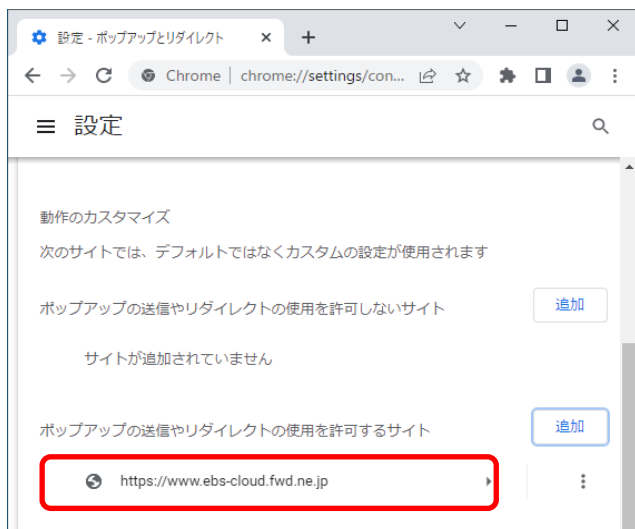 設定 - ポップアップとリダイレクト
Chrome | chrome://settings/con...
設定
動作のカスタマイズ
次のサイトでは、デフォルトではなくカスタムの設定が使用されます
ポップアップの送信やリダイレクトの使用を許可しないサイト
追加
サイトが追加されていません
ポップアップの送信やリダイレクトの使用を許可するサイト
追加
https://www.ebs-cloud.fwd.ne.jp